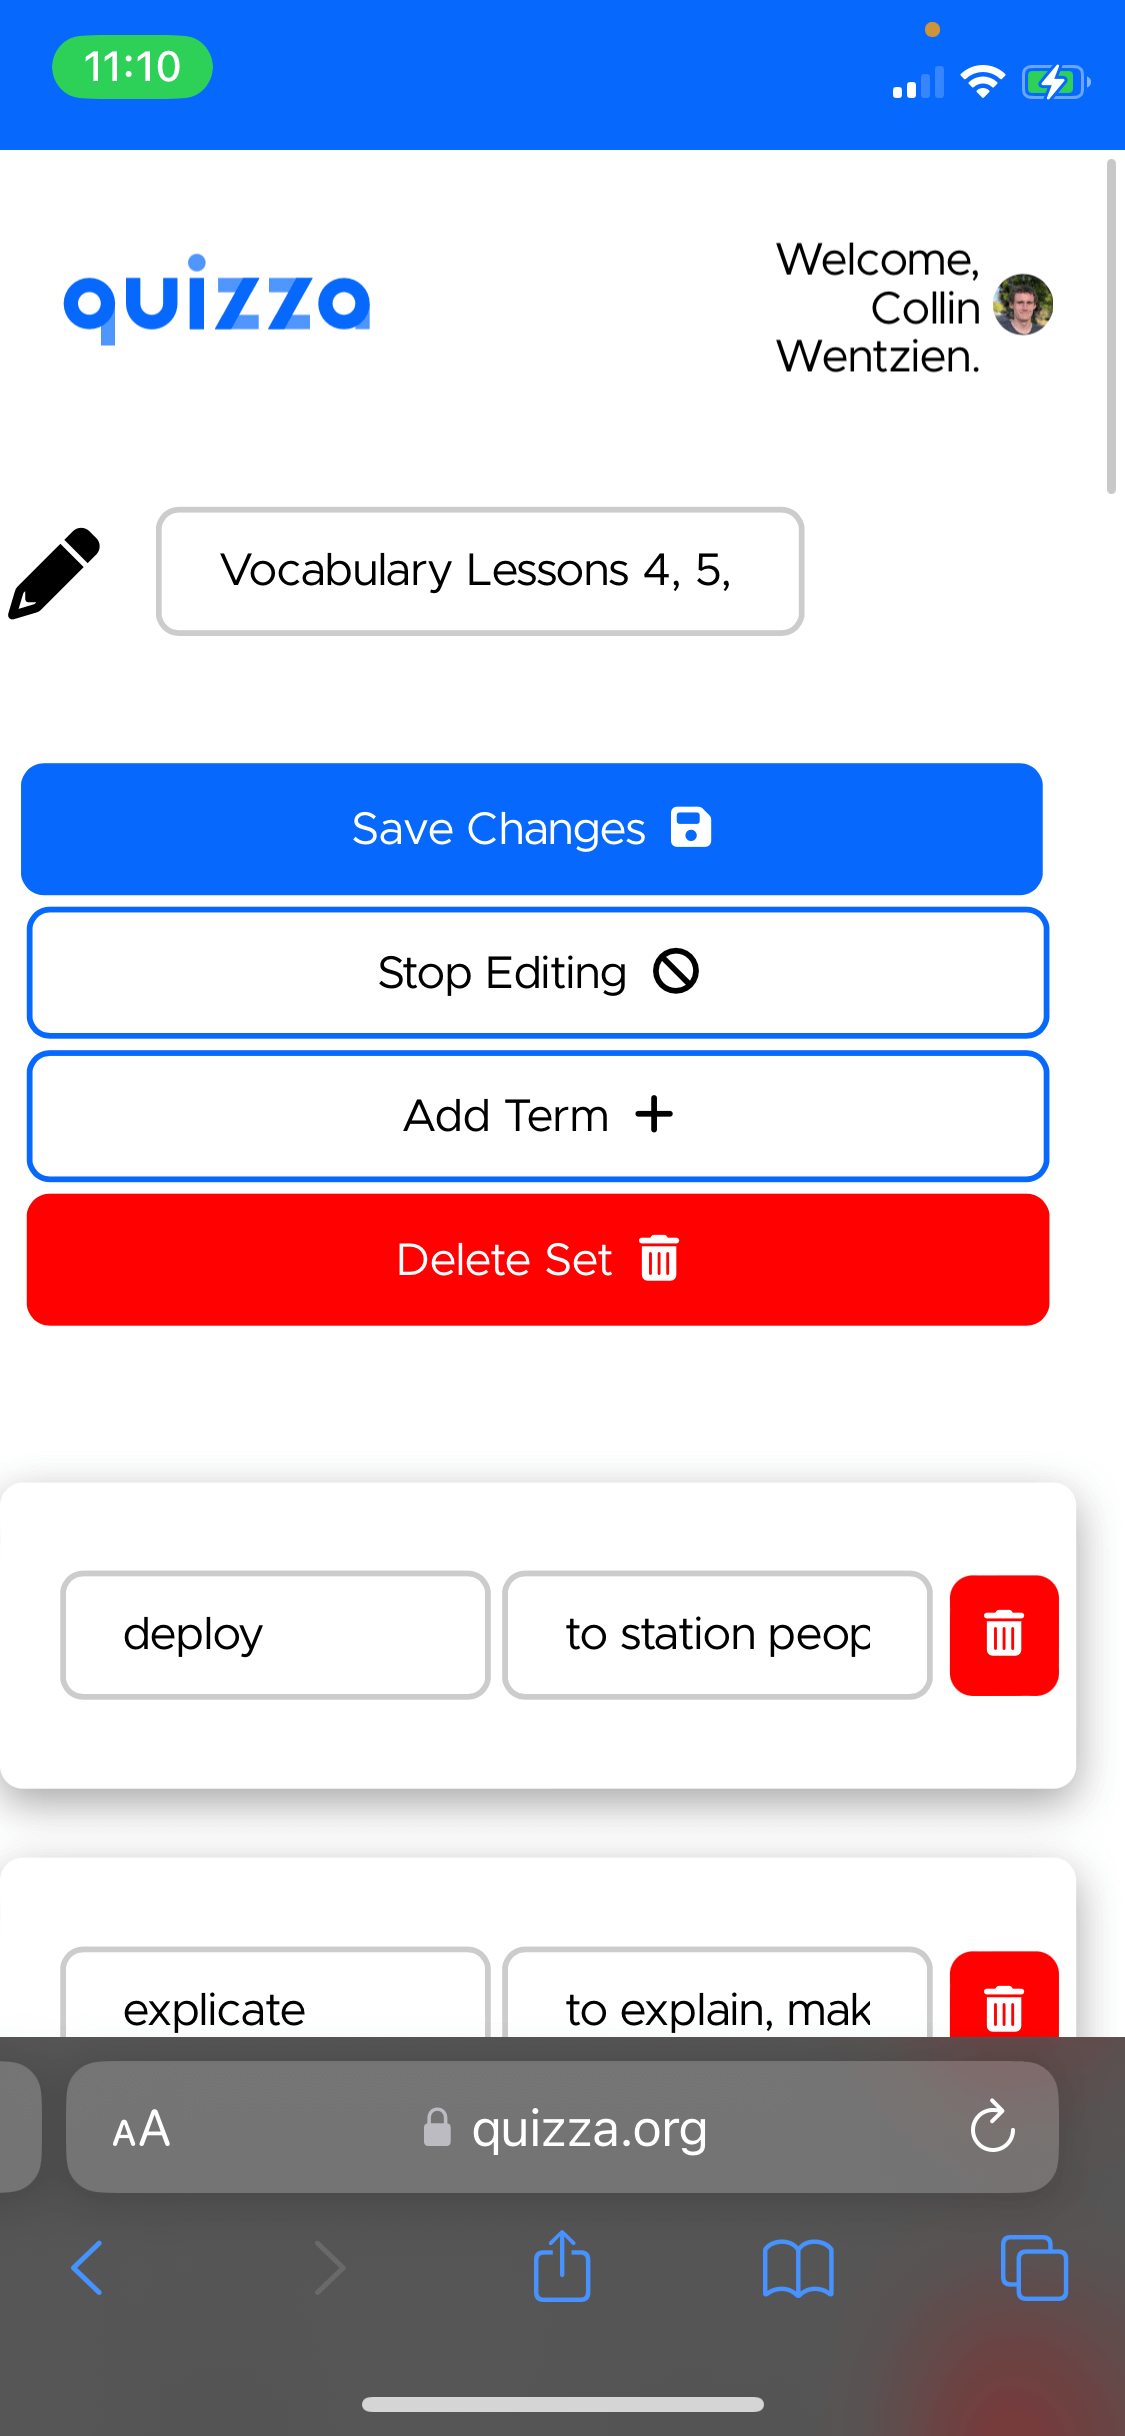 11:10
quizza
Welcome,
Collin
Wentzien.
Vocabulary Lessons 4, 5,
Save Changes
Stop Editing
Add Term
Delete Set
deploy
to station peop
explicate
to explain, mak
AA
quizza.org